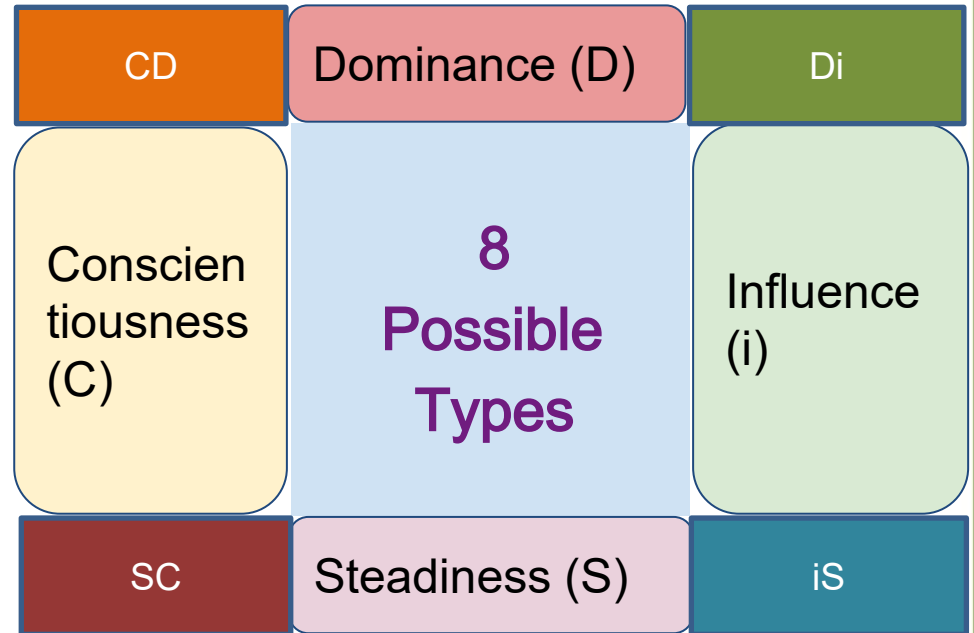 CD
Dominance (D)
Di
Conscien
tiousness
(C)
8
Possible
Types
Influence
(i)
SC
Steadiness (S)
iS